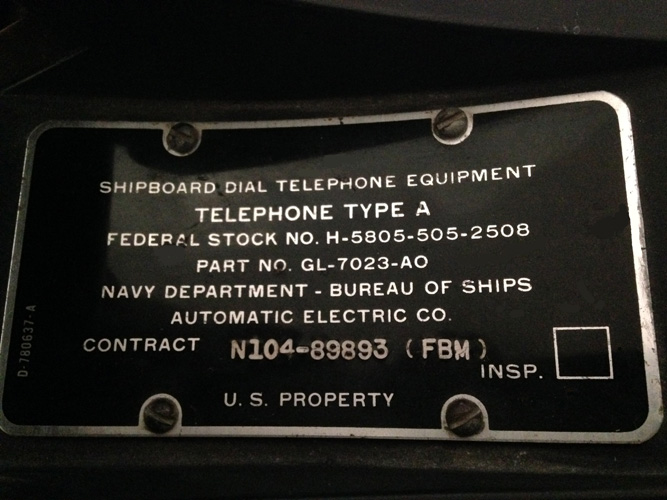 SHIPBOARD DIAL TELEPHONE EQUIPMENT
TELEPHONE TYPE A
FEDERAL STOCK NO. H-5805-505-2508
PART NO. GL-7023-AO
NAVY DEPARTMENT - BUREAU OF SHIPS
AUTOMATIC ELECTRIC CO.
CONTRACT N104-89893 (FBM)
INSP.
U. S. PROPERTY
D-780637-A